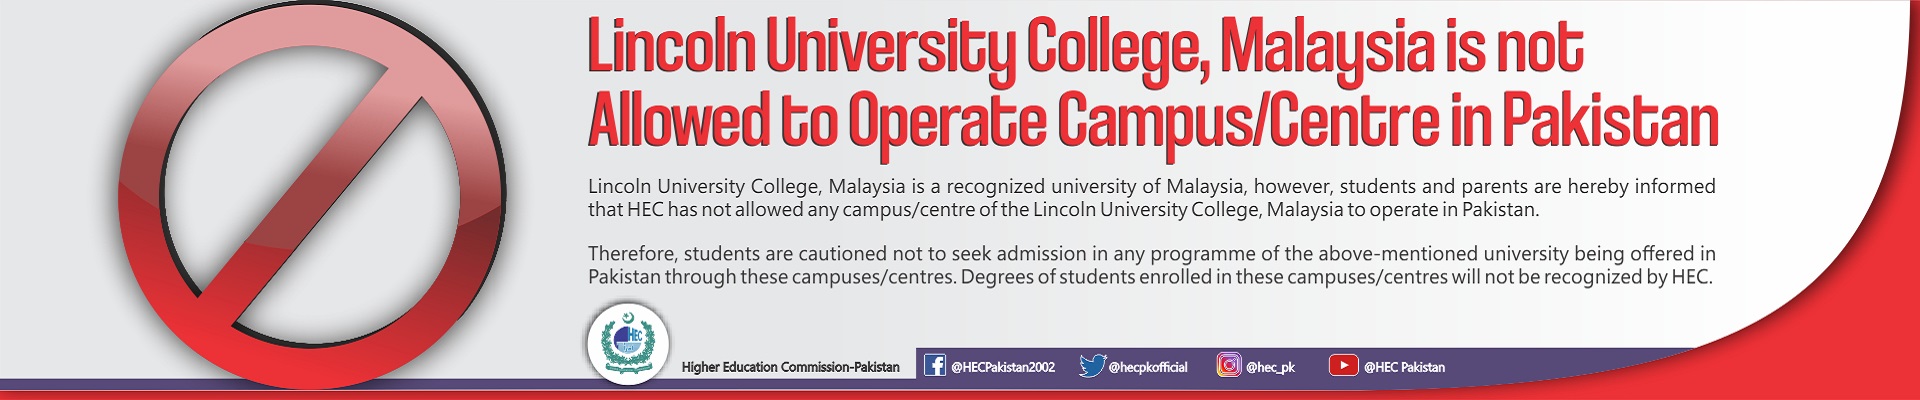 Lincoln University College, Malaysia is not
Allowed to Operate Campus/Centre in Pakistan
Lincoln University College, Malaysia is a recognized university of Malaysia, however, students and parents are hereby informed
that HEC has not allowed any campus/centre of the Lincoln University College, Malaysia to operate in Pakistan.
Therefore, students are cautioned not to seek admission in any programme of the above-mentioned university being offered in
Pakistan through these campuses/centres. Degrees of students enrolled in these campuses/centres will not be recognized by HEC.
HEC
Higher Education Commission-Pakistan
@HECPakistan2002
@hecpkofficial
@hec_pk
@HEC Pakistan